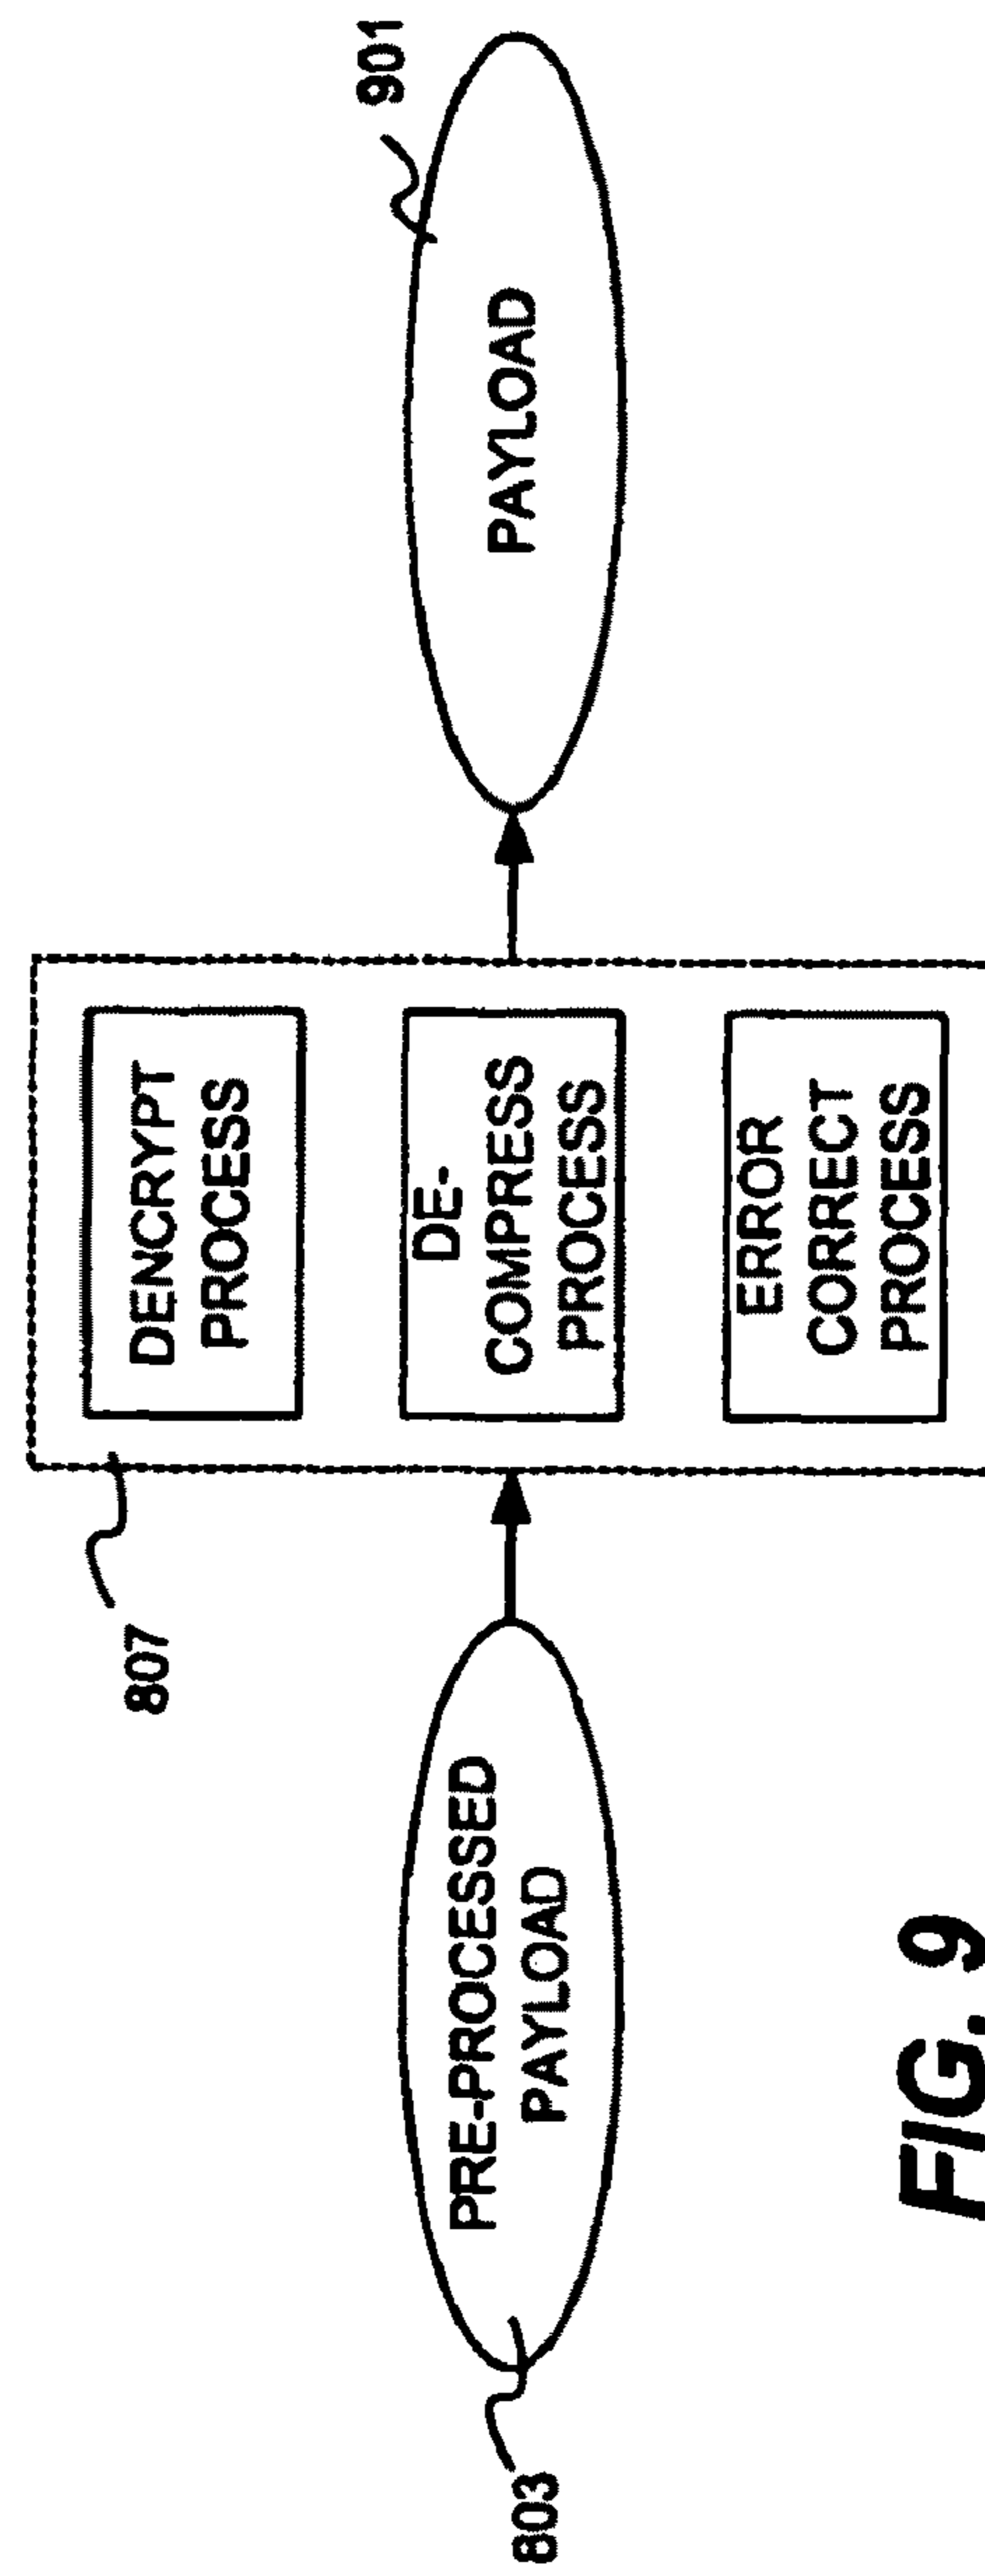 803
PRE-PROCESSED
PAYLOAD
807
DENCRYPT
PROCESS
DE-
COMPRESS
PROCESS
ERROR
CORRECT
PROCESS
901
PAYLOAD
FIG. 9